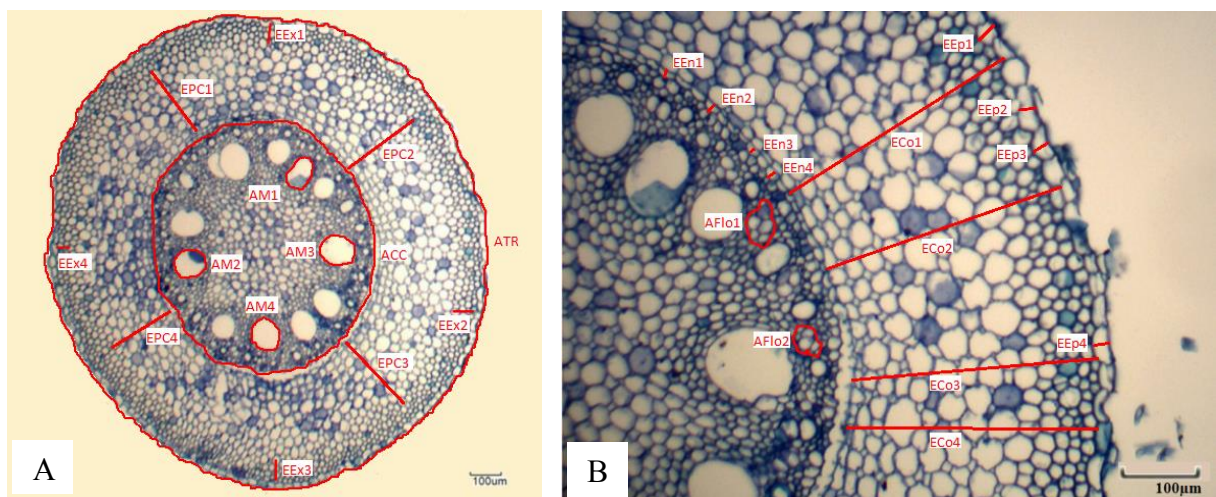 EEx1
EPC1
EPC2
AM1
AM3
ACC
ATR
EEx4
AM2
AM4
EEx2
EPC4
EPC3
EEx3
A
100μm
EEp1
EEn1
EEn2
EEp2
EEn3
ECo1
EEp3
EEn4
AFlo1
ECo2
AFlo2
EEp4
ECo3
ECo4
B
100μm